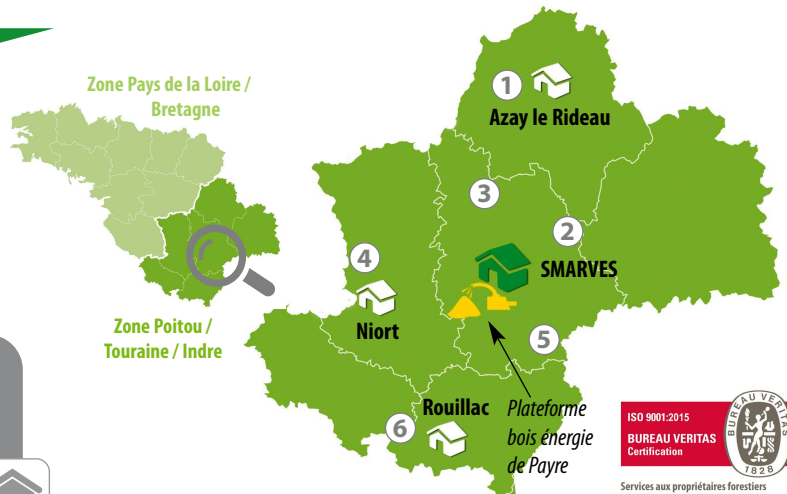 Zone Pays de la Loire /
Bretagne
Zone Poitou /
Touraine / Indre
1
Azay le Rideau
3
2
SMARVES
4
Niort
5
Rouillac
6
Plateforme
bois énergie
de Payre
ISO 9001:2015
BUREAU VERITAS
Certification
BUREAU VERITAS
1828
Services aux propriétaires forestiers